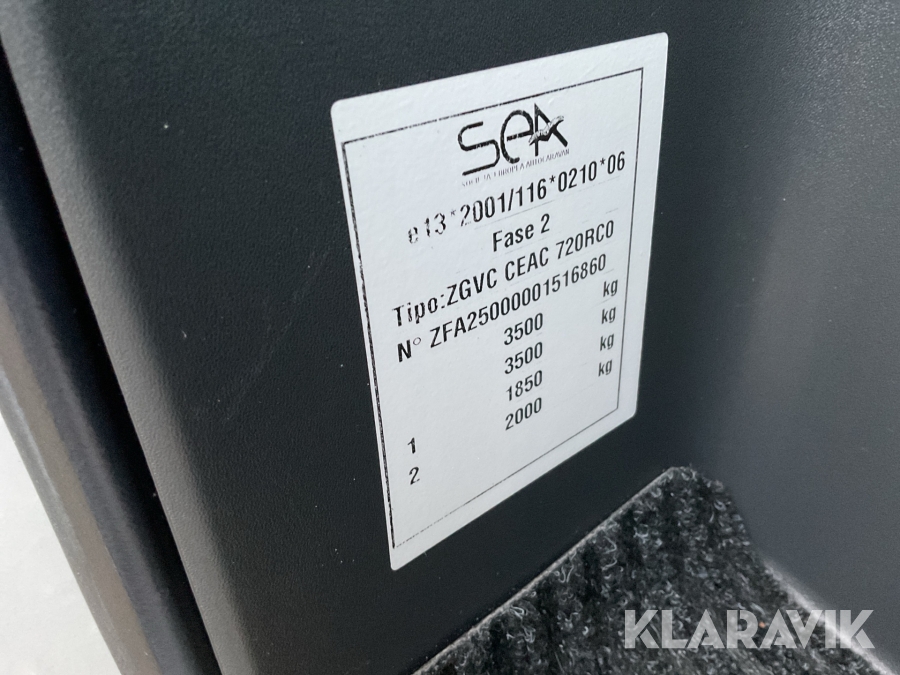 SEA
SOCIETA' EUROPEA AUTOCARAVAN
e13*2001/116*0210*06
Fase 2
Tipo:ZGVC CEAC 720RC0
N° ZFA25000001516860
3500 kg
3500 kg
1 1850 kg
2 2000 kg
KLARAVIK